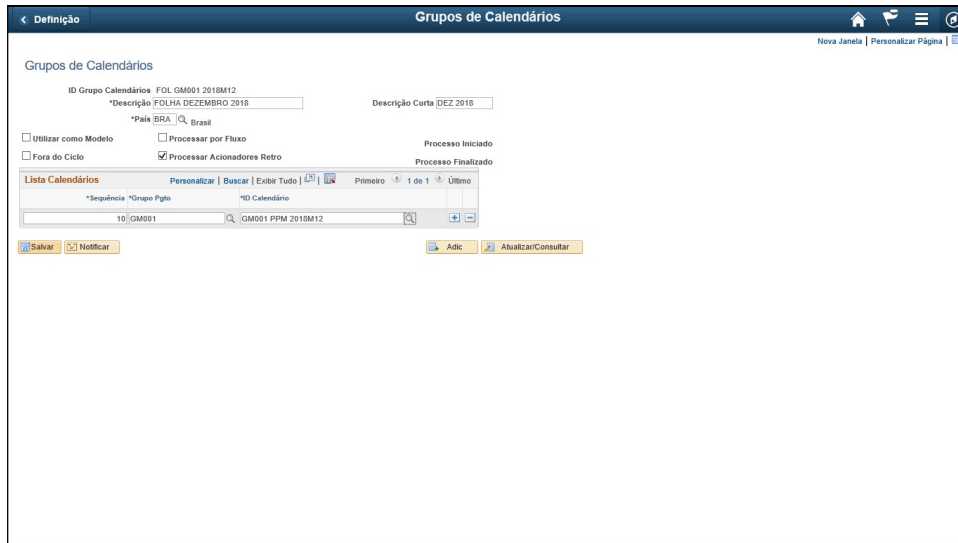 Definição
Grupos de Calendários
Nova Janela | Personalizar Página |
Grupos de Calendários
ID Grupo Calendários FOL GM001 2018M12
*Descrição FOLHA DEZEMBRO 2018 Descrição Curta DEZ 2018
*País BRA Brasil
Utilizar como Modelo Processar por Fluxo Processo Iniciado
Fora do Ciclo Processar Acionadores Retro Processo Finalizado
Lista Calendários Personalizar | Buscar | Exibir Tudo | | Primeiro 1 de 1 Último
*Sequência *Grupo Pgto *ID Calendário
10 GM001 GM001 PPM 2018M12
Salvar Notificar Adic Atualizar/Consultar